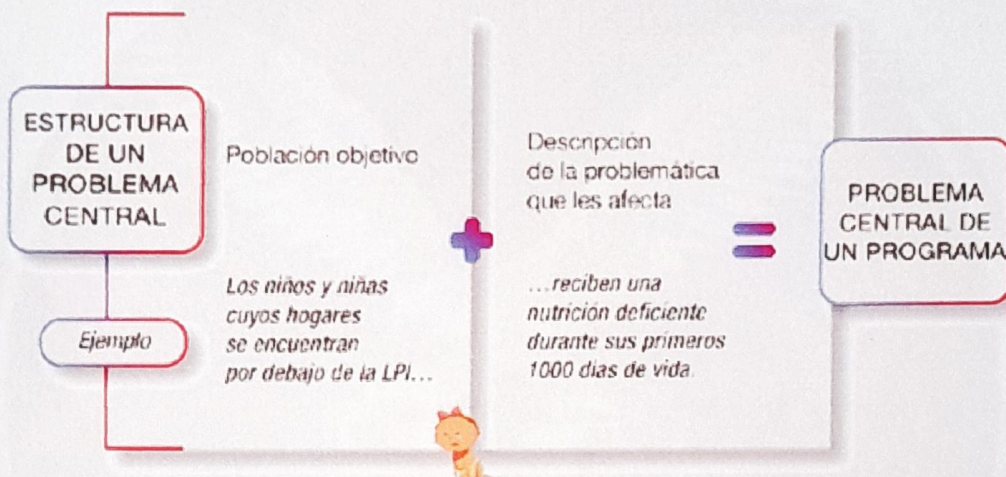 ESTRUCTURA
DE UN
PROBLEMA
CENTRAL
Población objetivo
Descripción
de la problemática
que les afecta
PROBLEMA
CENTRAL DE
UN PROGRAMA
Ejemplo
Los niños y niñas
cuyos hogares
se encuentran
por debajo de la LPI...
...reciben una
nutrición deficiente
durante sus primeros
1000 días de vida.